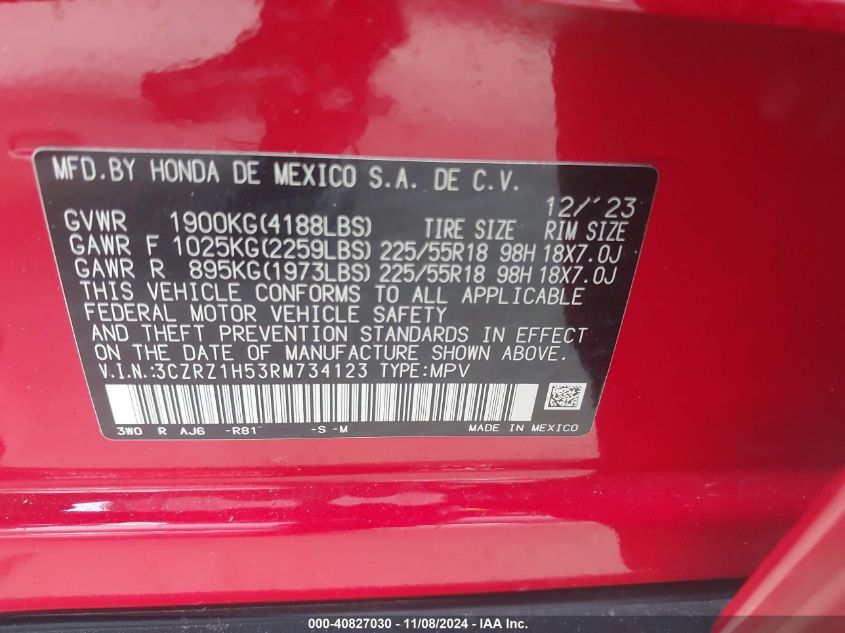 MFD.BY HONDA DE MEXICO S.A. DE C.V.
12/'23
GVWR 1900KG(4188LBS) TIRE SIZE RIM SIZE
GAWR F 1025KG(2259LBS) 225/55R18 98H 18X7.0J
GAWR R 895KG(1973LBS) 225/55R18 98H 18X7.0J
THIS VEHICLE CONFORMS TO ALL APPLICABLE
FEDERAL MOTOR VEHICLE SAFETY
AND THEFT PREVENTION STANDARDS IN EFFECT
ON THE DATE OF MANUFACTURE SHOWN ABOVE.
V.I.N.:3CZRZ1H53RM734123 TYPE:MPV
3W0 R AJ6 -R81 -S -M MADE IN MEXICO
000-40827030 - 11/08/2024 - IAA Inc.